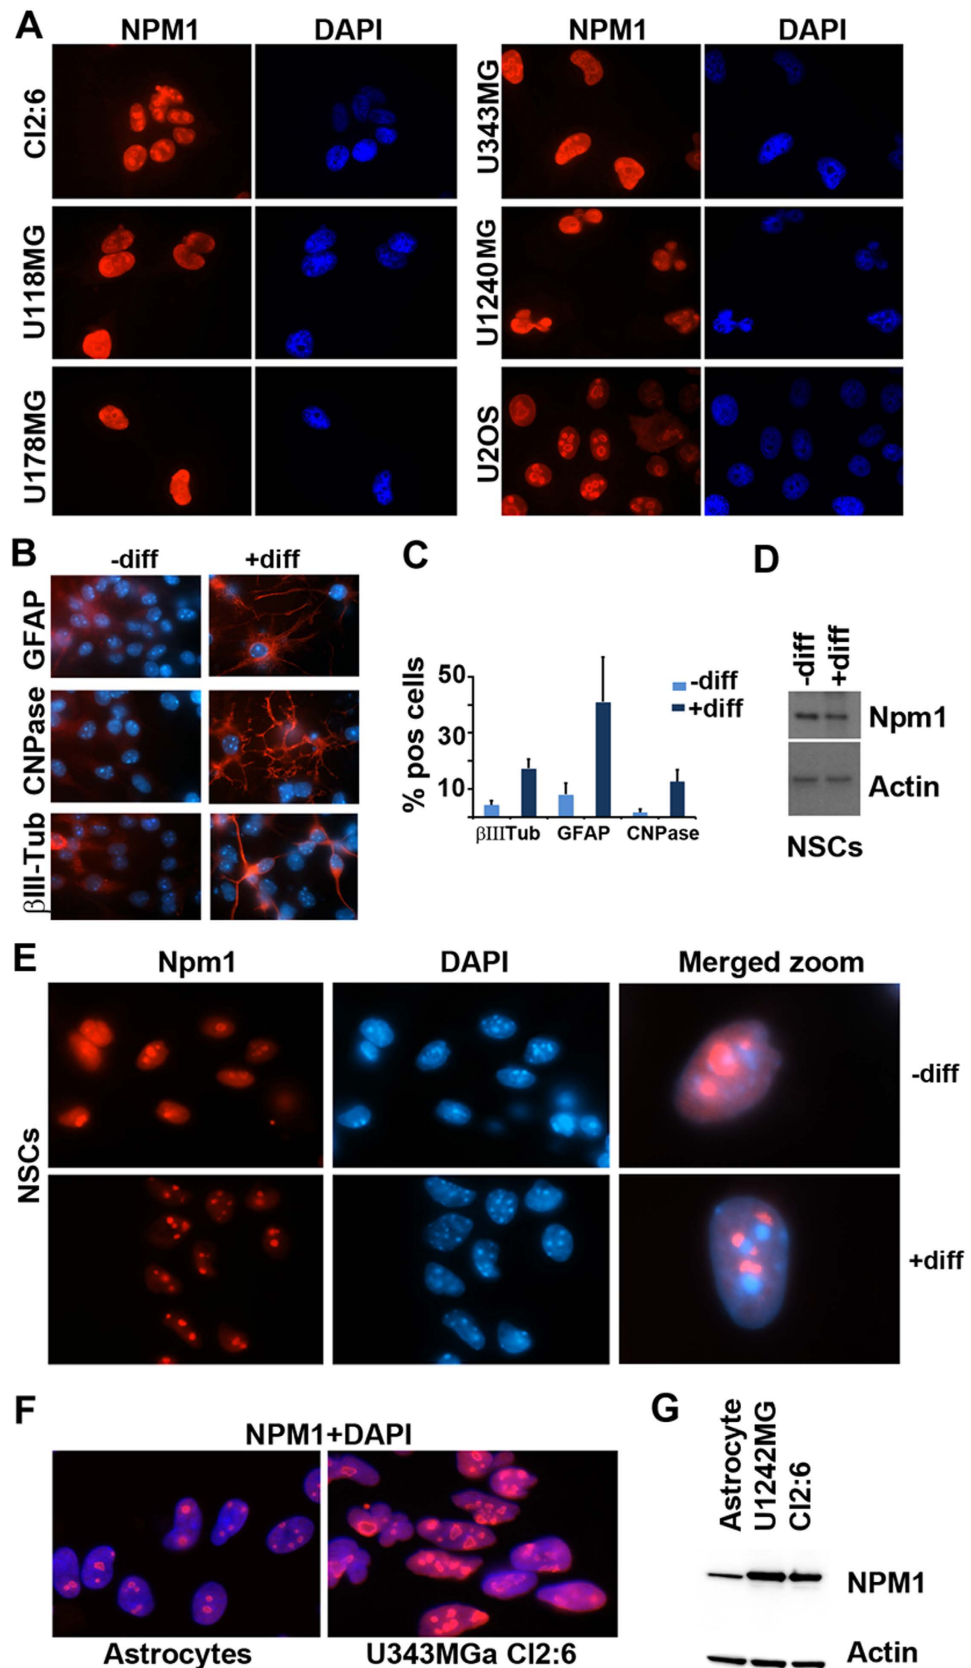 A
NPM1 DAPI NPM1 DAPI
Cl2:6
U343MG
U118MG
U1240MG
U178MG
U2OS
B
-diff +diff
GFAP
CNPase
βIII-Tub
C
% pos cells
50
30
10
-diff
+diff
βIIITub GFAP CNPase
D
-diff
+diff
Npm1
Actin
NSCs
E
Npm1 DAPI Merged zoom
NSCs
-diff
+diff
F
NPM1+DAPI
Astrocytes U343MGa Cl2:6
G
Astrocyte
U1242MG
Cl2:6
NPM1
Actin